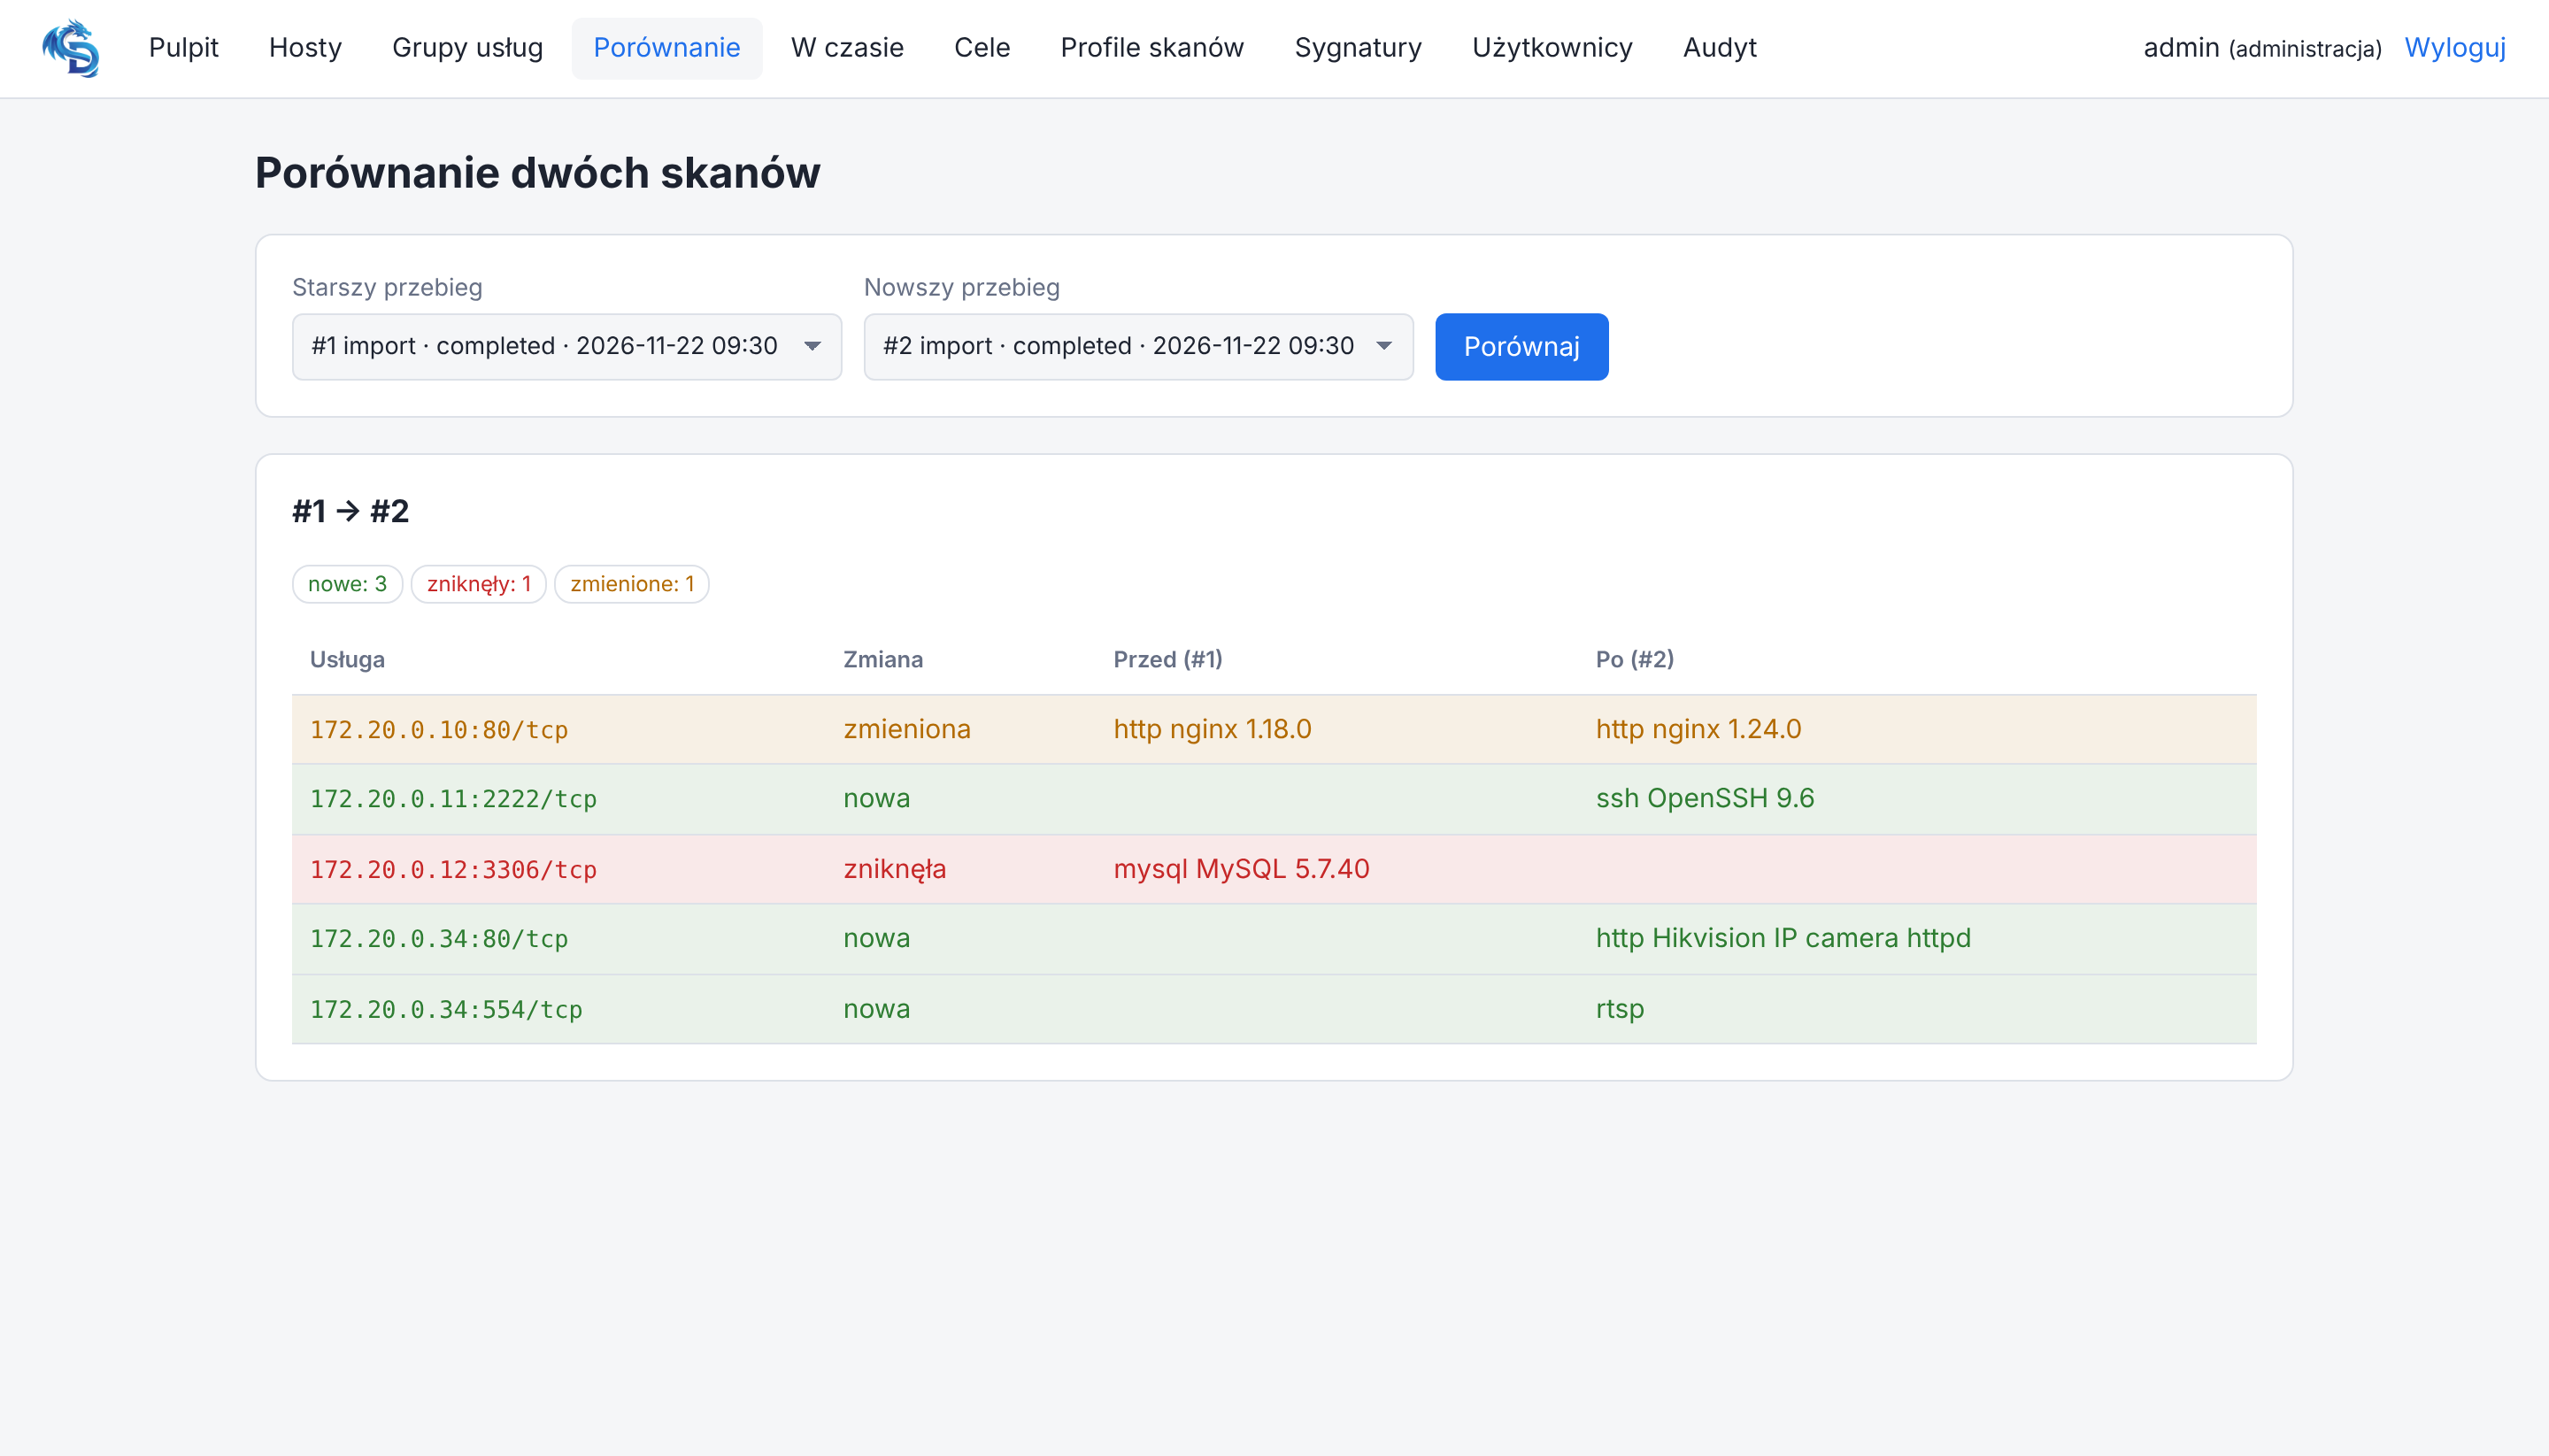 Pulpit Hosty Grupy usług Porównanie W czasie Cele Profile skanów Sygnatury Użytkownicy Audyt admin (administracja) Wyloguj
Porównanie dwóch skanów
Starszy przebieg Nowszy przebieg
#1 import · completed · 2026-11-22 09:30 #2 import · completed · 2026-11-22 09:30 Porównaj
#1 → #2
nowe: 3 zniknęły: 1 zmienione: 1
Usługa Zmiana Przed (#1) Po (#2)
172.20.0.10:80/tcp zmieniona http nginx 1.18.0 http nginx 1.24.0
172.20.0.11:2222/tcp nowa ssh OpenSSH 9.6
172.20.0.12:3306/tcp zniknęła mysql MySQL 5.7.40
172.20.0.34:80/tcp nowa http Hikvision IP camera httpd
172.20.0.34:554/tcp nowa rtsp